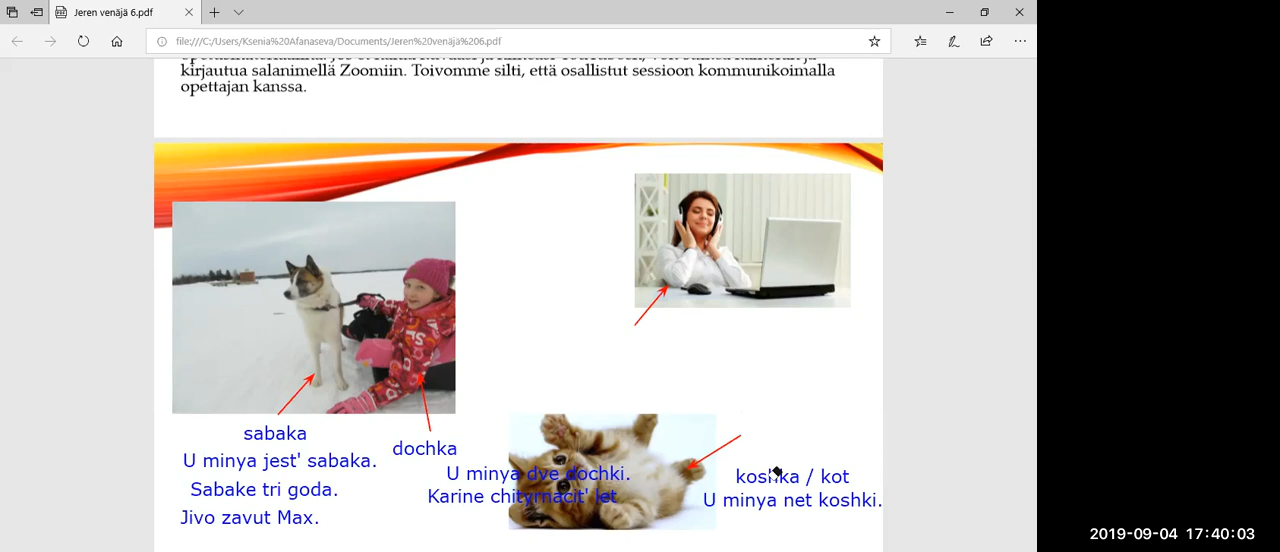 Jeren venäjä 6.pdf
file:///C:/Users/Ksenia%20Afanaseva/Documents/Jeren%20venäjä%206.pdf
kirjautua salanimellä Zoomiin. Toivomme silti, että osallistut sessioon kommunikoimalla
opettajan kanssa.
sabaka
U minya jest' sabaka.
Sabake tri goda.
Jivo zavut Max.
dochka
U minya dve dochki.
Karine chityrnacit' let
koshka / kot
U minya net koshki.
2019-09-04 17:40:03